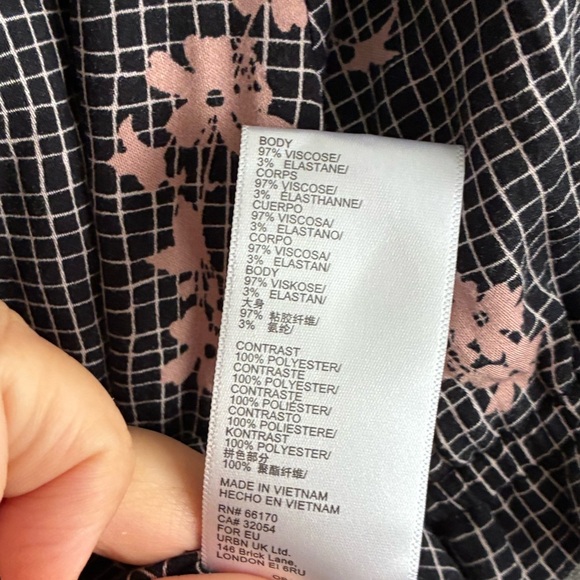 BODY
97% VISCOSE/
3% ELASTANE/
CORPS
97% VISCOSE/
3% ELASTHANNE/
CUERPO
97% VISCOSA/
3% ELASTANO/
CORPO
97% VISCOSA/
3% ELASTAN/
BODY
97% VISKOSE/
3% ELASTAN/
大身
97% 粘胶纤维/
3% 氨纶/
CONTRAST
100% POLYESTER/
CONTRASTE
100% POLYESTER/
CONTRASTE
100% POLIÉSTER/
CONTRASTO
100% POLIESTERE/
KONTRAST
100% POLYESTER/
拼色部分
100% 聚酯纤维/
MADE IN VIETNAM
HECHO EN VIETNAM
RN# 66170
CA# 32054
FOR EU
URBN UK Ltd.
146 Brick Lane,
LONDON EI 6RU